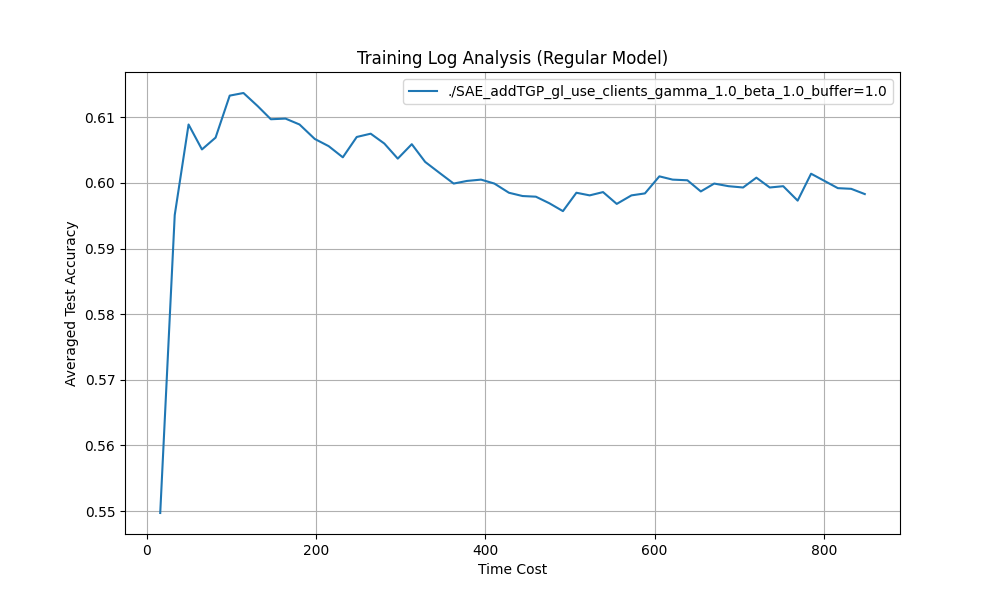 Training Log Analysis (Regular Model)
./SAE_addTGP_gl_use_clients_gamma_1.0_beta_1.0_buffer=1.0
Averaged Test Accuracy
0.61
0.60
0.59
0.58
0.57
0.56
0.55
0 200 400 600 800
Time Cost